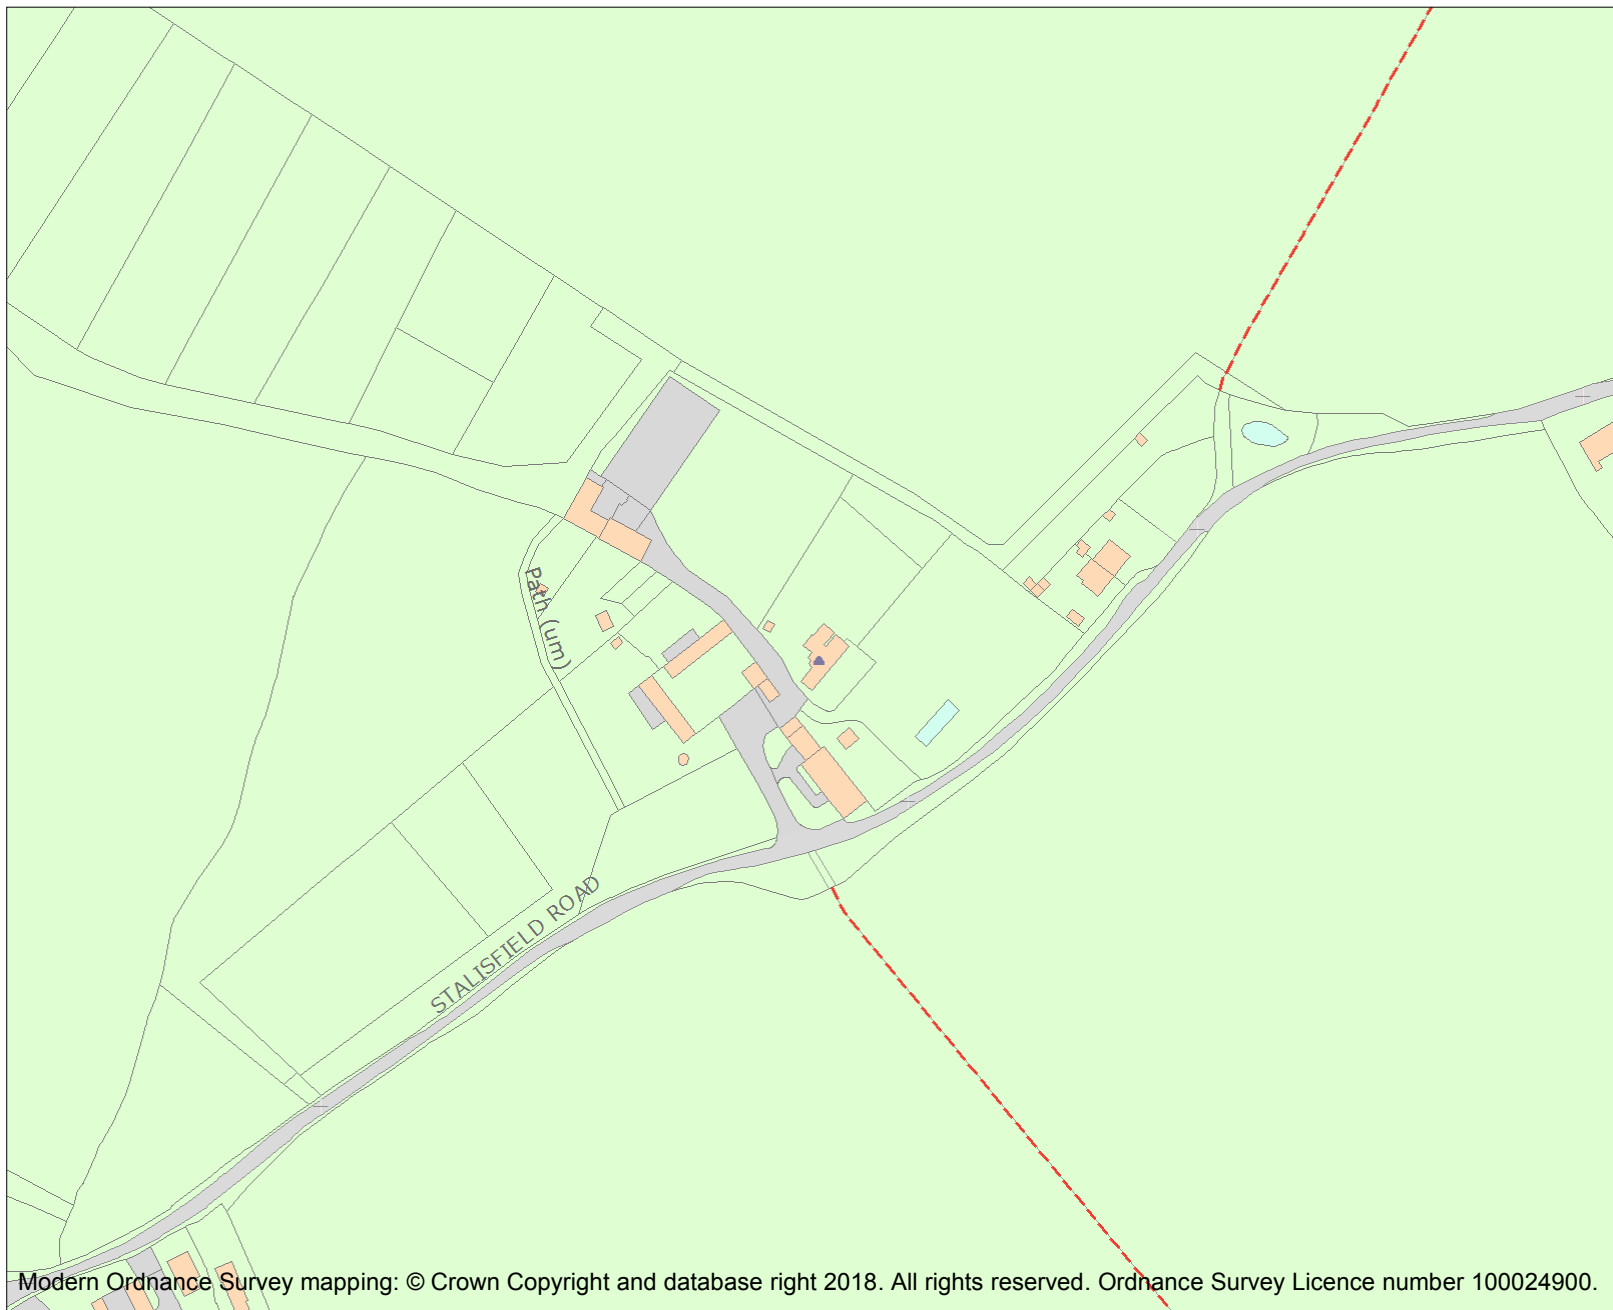 Path (um)
STALISFIELD ROAD
Modern Ordnance Survey mapping: © Crown Copyright and database right 2018. All rights reserved. Ordnance Survey Licence number 100024900.